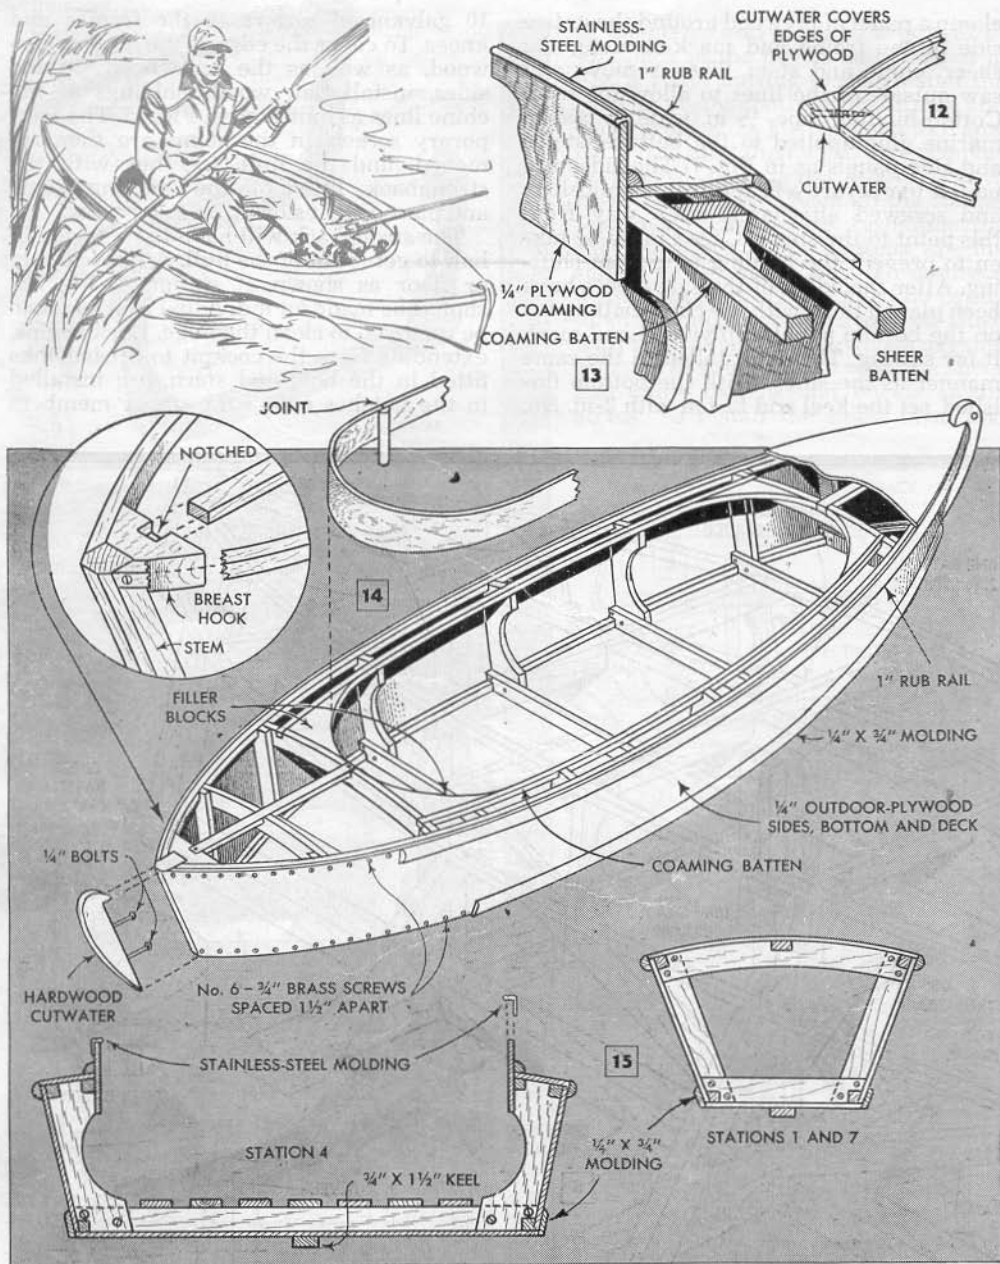 CUTWATER COVERS
EDGES OF
PLYWOOD
12
CUTWATER
STAINLESS-
STEEL MOLDING
1" RUB RAIL
¼" PLYWOOD
COAMING
COAMING BATTEN
13
SHEER
BATTEN
JOINT
NOTCHED
BREAST
HOOK
STEM
14
FILLER
BLOCKS
1" RUB RAIL
¼" X ¾" MOLDING
¼" OUTDOOR-PLYWOOD
SIDES, BOTTOM AND DECK
COAMING BATTEN
¼" BOLTS
HARDWOOD
CUTWATER
No. 6 – ¾" BRASS SCREWS
SPACED 1½" APART
STAINLESS-STEEL MOLDING
15
STATION 4
¾" X 1½" KEEL
¼" X ¾"
MOLDING
STATIONS 1 AND 7